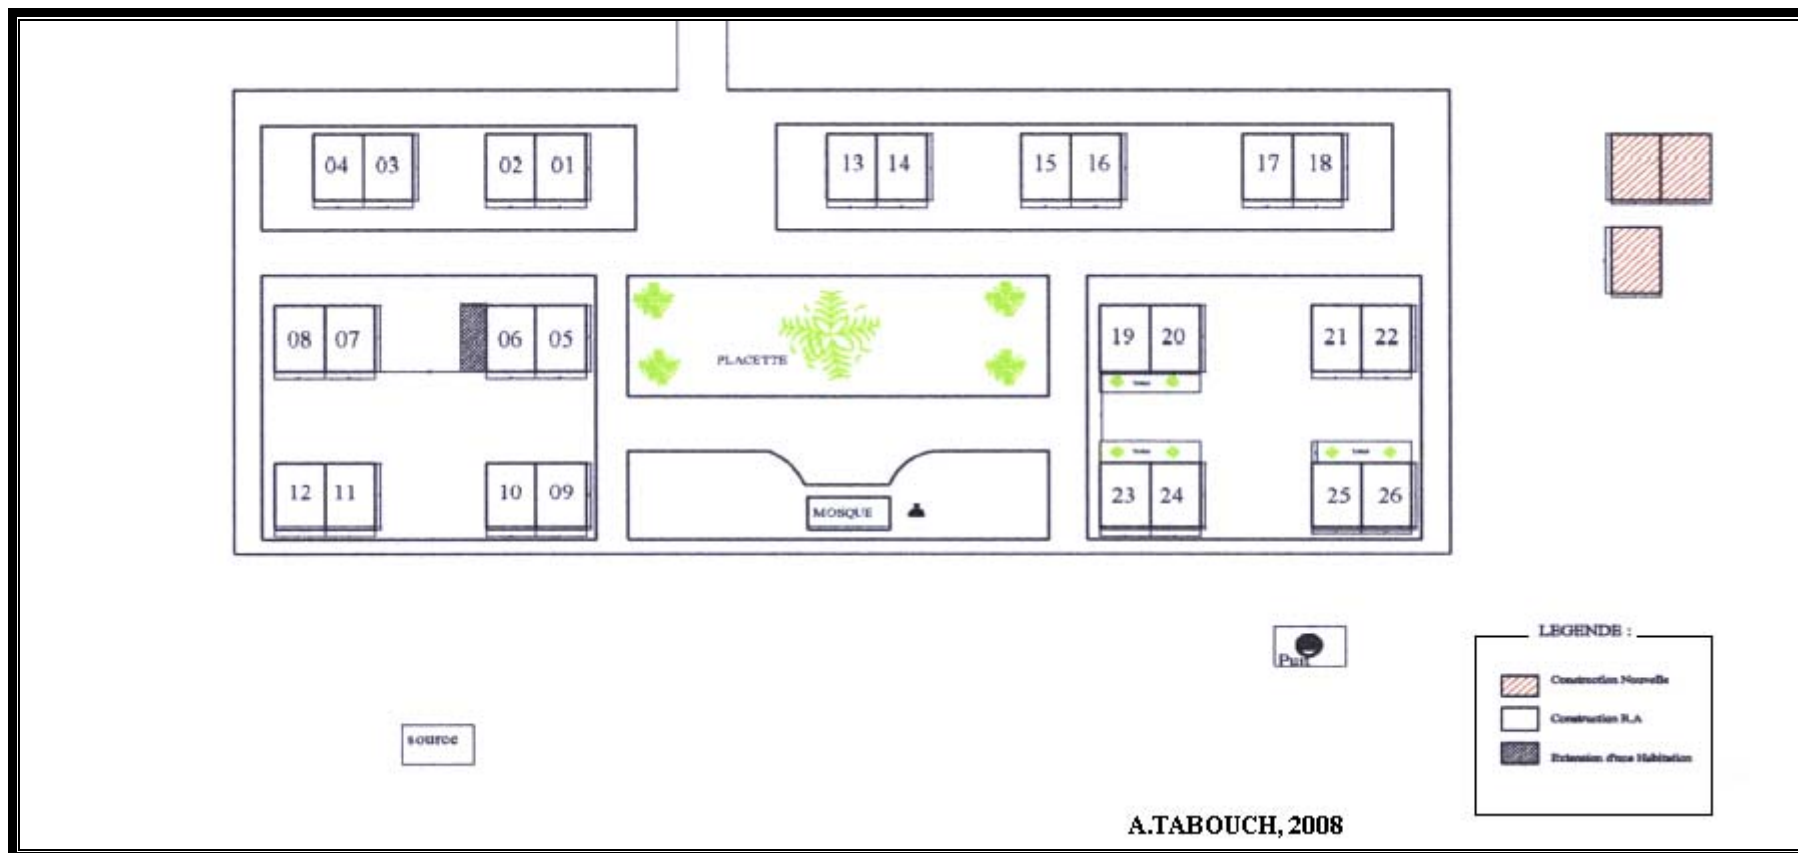 04 03 02 01 13 14 15 16 17 18
08 07 06 05 PLACETTE 19 20 21 22
12 11 10 09 MOSQUE 23 24 25 26
Puit
source
LEGENDE :
Construction Nouvelle
Construction R.A
Extension d'une Habitation
A.TABOUCH, 2008